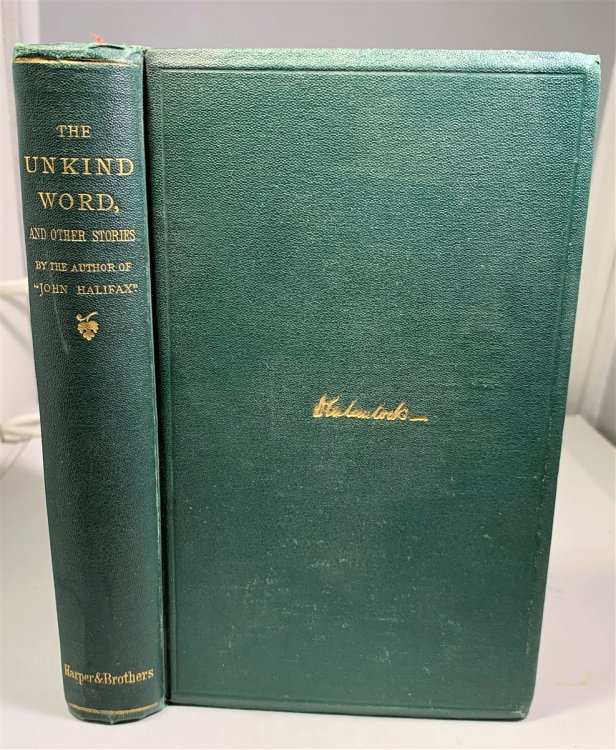 THE
UNKIND
WORD,
AND OTHER STORIES
BY THE AUTHOR OF
"JOHN HALIFAX"
Harper & Brothers